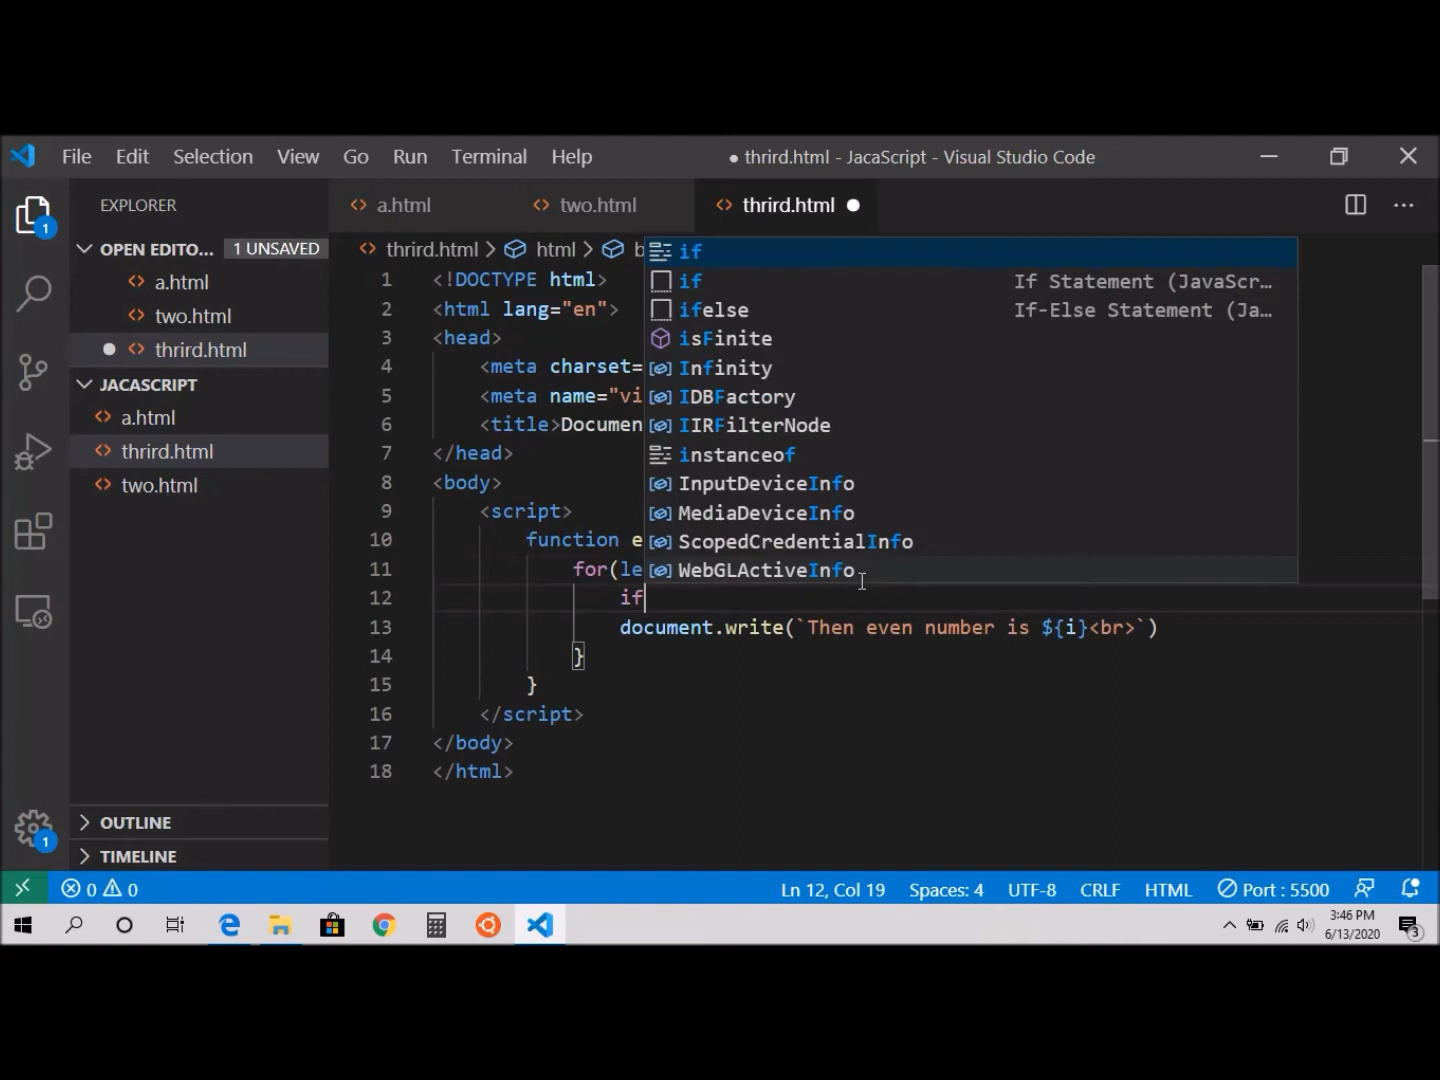 File Edit Selection View Go Run Terminal Help ● thrird.html - JacaScript - Visual Studio Code
EXPLORER
OPEN EDITO... 1 UNSAVED
a.html
two.html
thrird.html
JACASCRIPT
a.html
thrird.html
two.html
OUTLINE
TIMELINE
1
1
a.html two.html thrird.html
thrird.html > html > b
1 <!DOCTYPE html>
2 <html lang="en">
3 <head>
4 <meta charset=
5 <meta name="vi
6 <title>Documen
7 </head>
8 <body>
9 <script>
10 function e
11 for(le
12 if
13 document.write(`Then even number is ${i}<br>`)
14 }
15 }
16 </script>
17 </body>
18 </html>
if
if If Statement (JavaScr...
ifelse If-Else Statement (Ja...
isFinite
Infinity
IDBFactory
IIRFilterNode
instanceof
InputDeviceInfo
MediaDeviceInfo
ScopedCredentialInfo
WebGLActiveInfo
0 0 Ln 12, Col 19 Spaces: 4 UTF-8 CRLF HTML Port : 5500
3:46 PM
6/13/2020
3